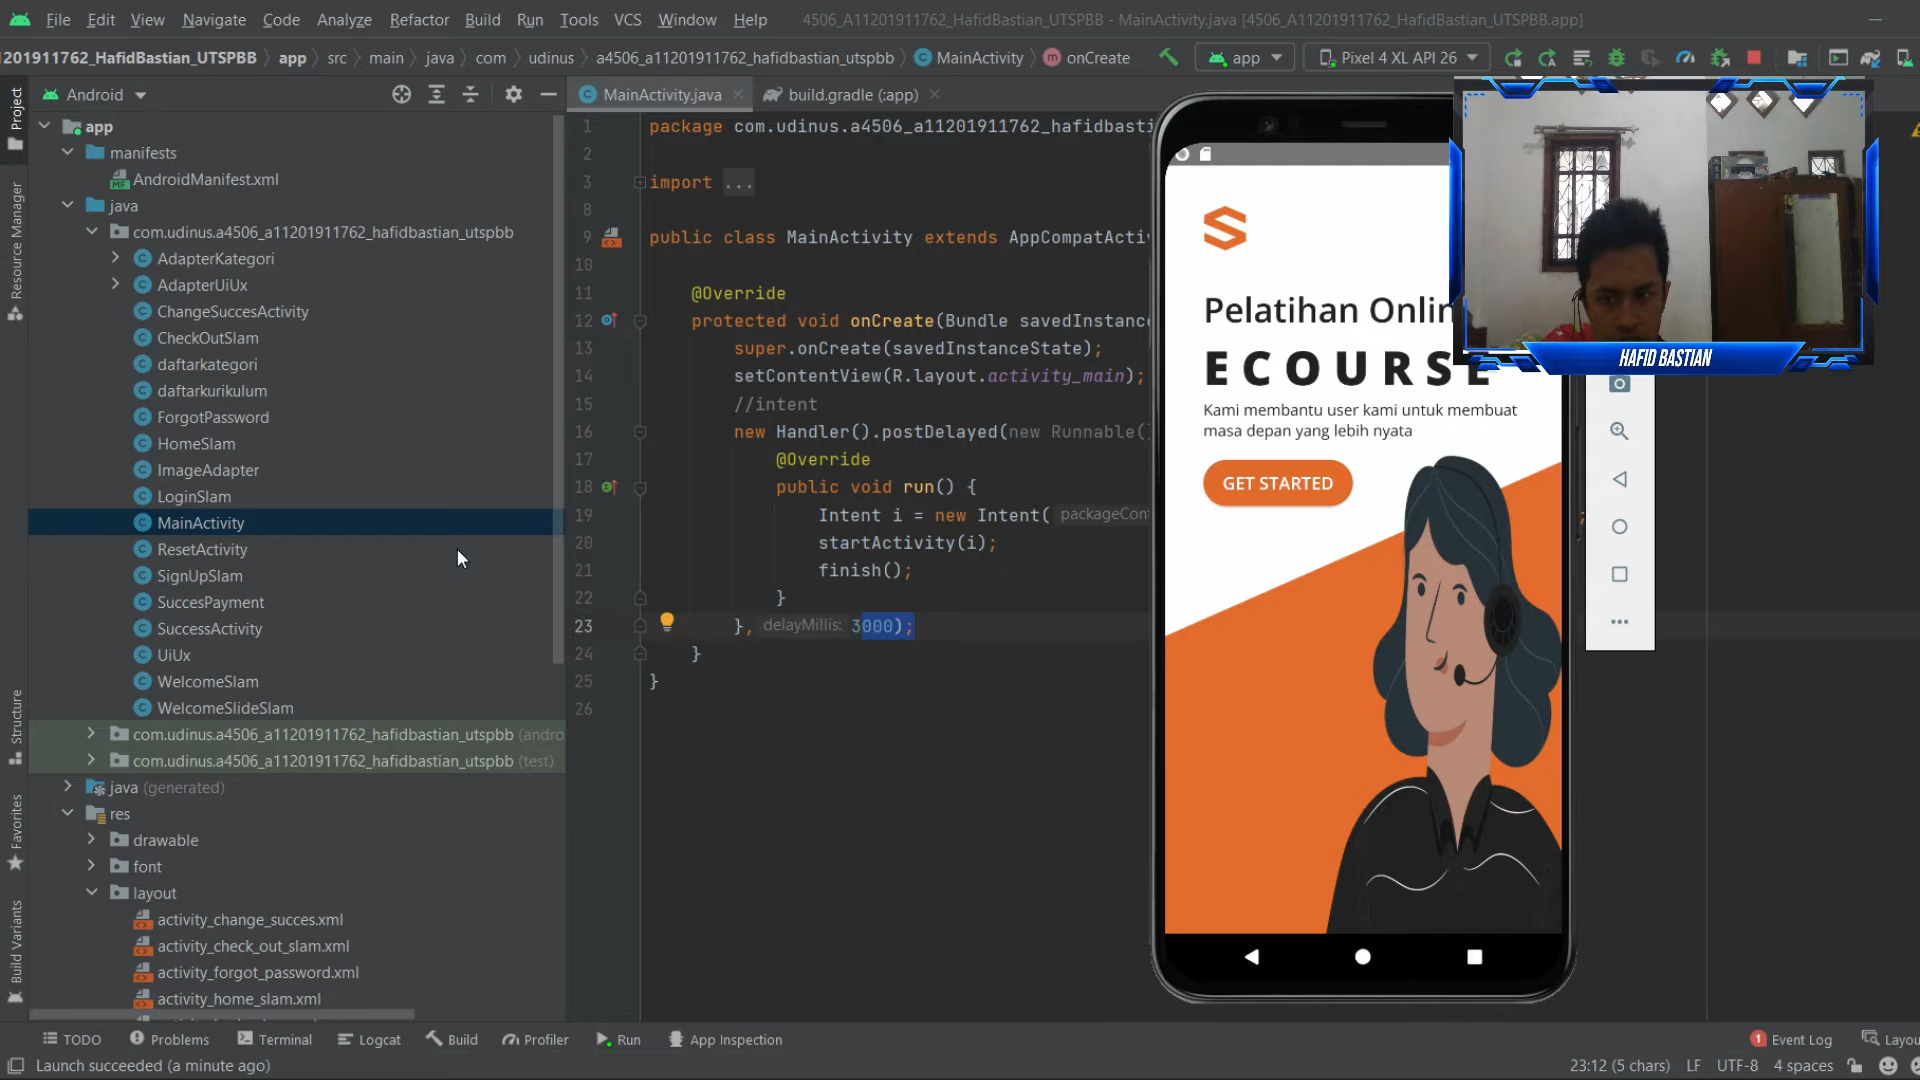 File Edit View Navigate Code Analyze Refactor Build Run Tools VCS Window Help 4506_A11201911762_HafidBastian_UTSPBB - MainActivity.java [4506_A11201911762_HafidBastian_UTSPBB.app]
1201911762_HafidBastian_UTSPBB app src main java com udinus a4506_a11201911762_hafidbastian_utspbb MainActivity onCreate app Pixel 4 XL API 26
Project
Resource Manager
Structure
Favorites
Build Variants
Android
app
manifests
AndroidManifest.xml
java
com.udinus.a4506_a11201911762_hafidbastian_utspbb
AdapterKategori
AdapterUiUx
ChangeSuccesActivity
CheckOutSlam
daftarkategori
daftarkurikulum
ForgotPassword
HomeSlam
ImageAdapter
LoginSlam
MainActivity
ResetActivity
SignUpSlam
SuccesPayment
SuccessActivity
UiUx
WelcomeSlam
WelcomeSlideSlam
com.udinus.a4506_a11201911762_hafidbastian_utspbb (andro
com.udinus.a4506_a11201911762_hafidbastian_utspbb (test)
java (generated)
res
drawable
font
layout
activity_change_succes.xml
activity_check_out_slam.xml
activity_forgot_password.xml
activity_home_slam.xml
MainActivity.java build.gradle (:app)
1 package com.udinus.a4506_a11201911762_hafidbasti
2
3 import ...
8
9 public class MainActivity extends AppCompatActiv
10
11 @Override
12 protected void onCreate(Bundle savedInstance
13 super.onCreate(savedInstanceState);
14 setContentView(R.layout.activity_main);
15 //intent
16 new Handler().postDelayed(new Runnable()
17 @Override
18 public void run() {
19 Intent i = new Intent( packageCon
20 startActivity(i);
21 finish();
22 }
23 }, delayMillis: 3000);
24 }
25 }
26
Pelatihan Onlin
ECOURSE
Kami membantu user kami untuk membuat
masa depan yang lebih nyata
GET STARTED
HAFID BASTIAN
TODO Problems Terminal Logcat Build Profiler Run App Inspection 1 Event Log Layou
Launch succeeded (a minute ago) 23:12 (5 chars) LF UTF-8 4 spaces